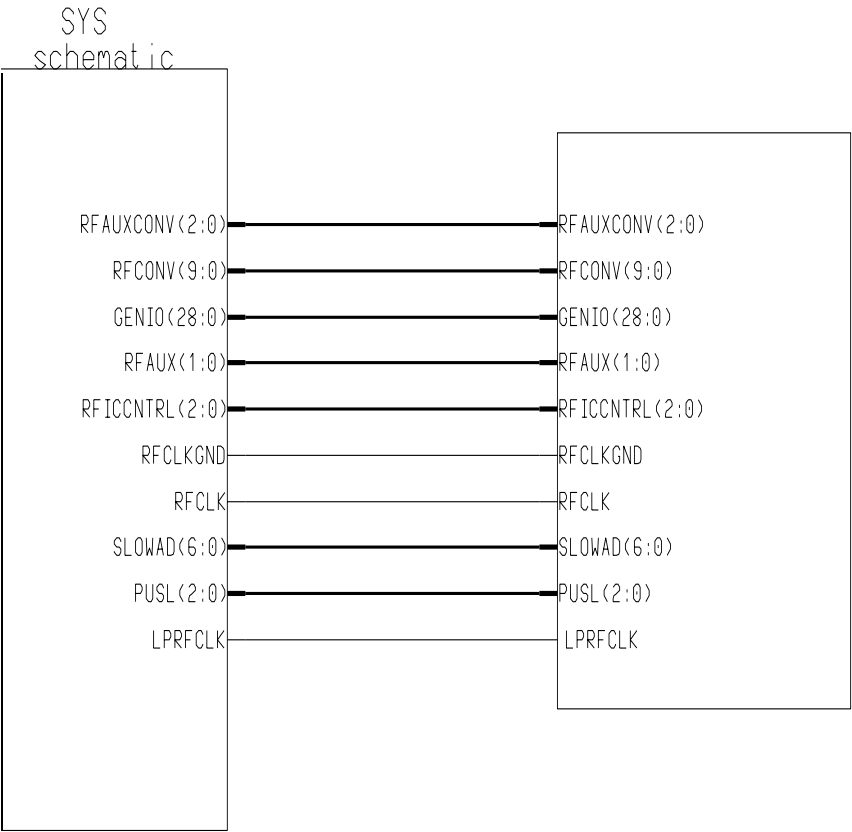 SYS
schematic
RFAUXCONV(2:0) RFAUXCONV(2:0)
RFCONV(9:0) RFCONV(9:0)
GENIO(28:0) GENIO(28:0)
RFAUX(1:0) RFAUX(1:0)
RFICCNTRL(2:0) RFICCNTRL(2:0)
RFCLKGND RFCLKGND
RFCLK RFCLK
SLOWAD(6:0) SLOWAD(6:0)
PUSL(2:0) PUSL(2:0)
LPRFCLK LPRFCLK